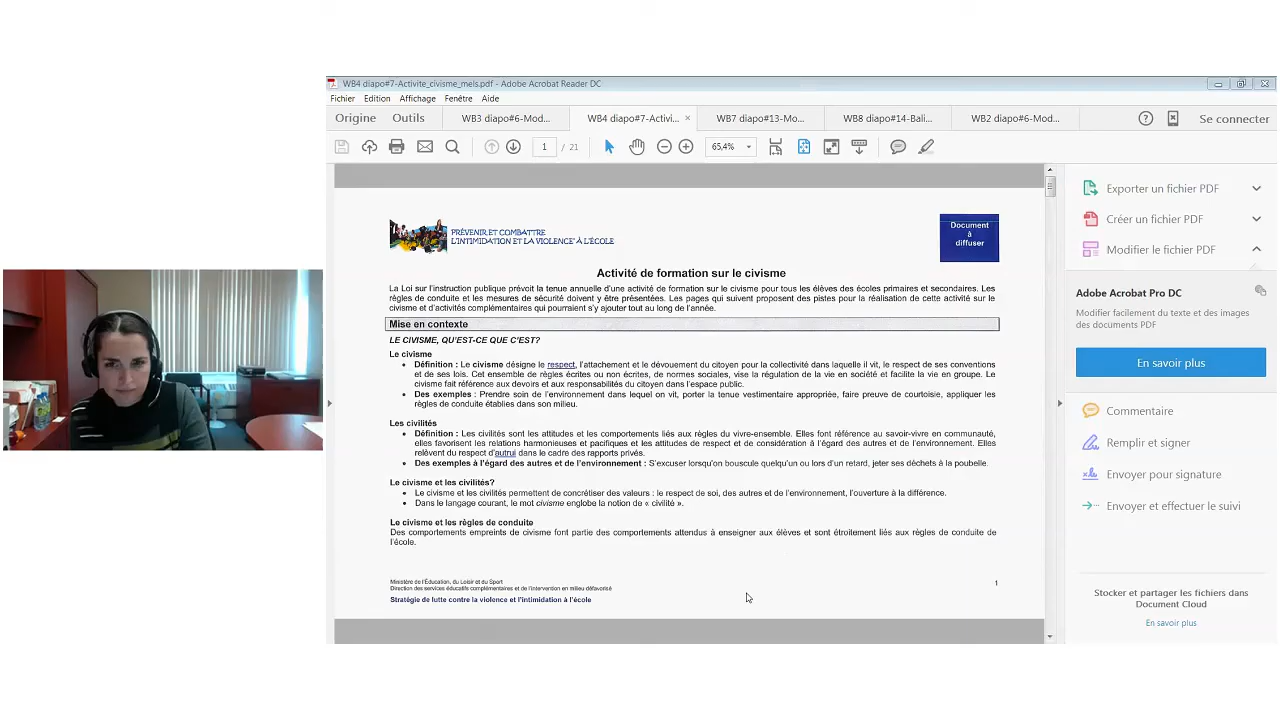 WB4 diapo#7-Activite_civisme_mels.pdf - Adobe Acrobat Reader DC
Fichier Edition Affichage Fenêtre Aide
Origine Outils WB3 diapo#6-Mod... WB4 diapo#7-Activi... × WB7 diapo#13-Mo... WB8 diapo#14-Bali... WB2 diapo#6-Mod... Se connecter
1 / 21 65,4%
PRÉVENIR ET COMBATTRE
L'INTIMIDATION ET LA VIOLENCE À L'ÉCOLE
Document
à
diffuser
Activité de formation sur le civisme
La Loi sur l'instruction publique prévoit la tenue annuelle d'une activité de formation sur le civisme pour tous les élèves des écoles primaires et secondaires. Les
règles de conduite et les mesures de sécurité doivent y être présentées. Les pages qui suivent proposent des pistes pour la réalisation de cette activité sur le
civisme et d'activités complémentaires qui pourraient s'y ajouter tout au long de l'année.
Mise en contexte
LE CIVISME, QU'EST-CE QUE C'EST?
Le civisme
• Définition : Le civisme désigne le respect, l'attachement et le dévouement du citoyen pour la collectivité dans laquelle il vit, le respect de ses conventions
et de ses lois. Cet ensemble de règles écrites ou non écrites, de normes sociales, vise la régulation de la vie en société et facilite la vie en groupe. Le
civisme fait référence aux devoirs et aux responsabilités du citoyen dans l'espace public.
• Des exemples : Prendre soin de l'environnement dans lequel on vit, porter la tenue vestimentaire appropriée, faire preuve de courtoisie, appliquer les
règles de conduite établies dans son milieu.
Les civilités
• Définition : Les civilités sont les attitudes et les comportements liés aux règles du vivre-ensemble. Elles font référence au savoir-vivre en communauté,
elles favorisent les relations harmonieuses et pacifiques et les attitudes de respect et de considération à l'égard des autres et de l'environnement. Elles
relèvent du respect d'autrui dans le cadre des rapports privés.
• Des exemples à l'égard des autres et de l'environnement : S'excuser lorsqu'on bouscule quelqu'un ou lors d'un retard, jeter ses déchets à la poubelle.
Le civisme et les civilités?
• Le civisme et les civilités permettent de concrétiser des valeurs : le respect de soi, des autres et de l'environnement, l'ouverture à la différence.
• Dans le langage courant, le mot civisme englobe la notion de « civilité ».
Le civisme et les règles de conduite
Des comportements empreints de civisme font partie des comportements attendus à enseigner aux élèves et sont étroitement liés aux règles de conduite de
l'école.
Ministère de l'Éducation, du Loisir et du Sport
Direction des services éducatifs complémentaires et de l'intervention en milieu défavorisé
Stratégie de lutte contre la violence et l'intimidation à l'école
1
Exporter un fichier PDF
Créer un fichier PDF
Modifier le fichier PDF
Adobe Acrobat Pro DC
Modifier facilement du texte et des images
des documents PDF
En savoir plus
Commentaire
Remplir et signer
Envoyer pour signature
Envoyer et effectuer le suivi
Stocker et partager les fichiers dans
Document Cloud
En savoir plus